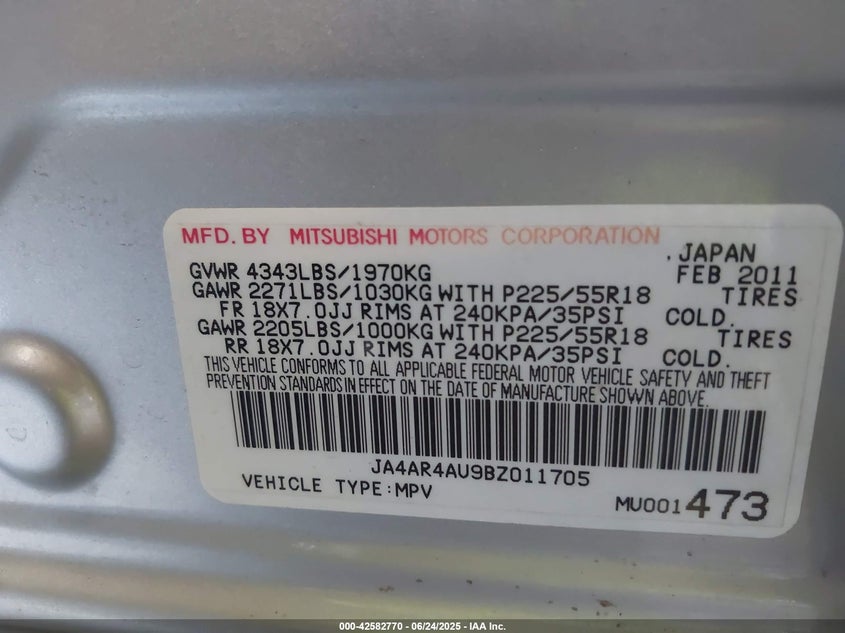 MFD. BY MITSUBISHI MOTORS CORPORATION
. JAPAN
GVWR 4343LBS/1970KG FEB 2011
GAWR 2271LBS/1030KG WITH P225/55R18 TIRES
FR 18X7.0JJ RIMS AT 240KPA/35PSI COLD.
GAWR 2205LBS/1000KG WITH P225/55R18 TIRES
RR 18X7.0JJ RIMS AT 240KPA/35PSI COLD.
THIS VEHICLE CONFORMS TO ALL APPLICABLE FEDERAL MOTOR VEHICLE SAFETY AND THEFT
PREVENTION STANDARDS IN EFFECT ON THE DATE OF MANUFACTURE SHOWN ABOVE.
JA4AR4AU9BZ011705
VEHICLE TYPE:MPV
MU001473
000-42582770 - 06/24/2025 - IAA Inc.